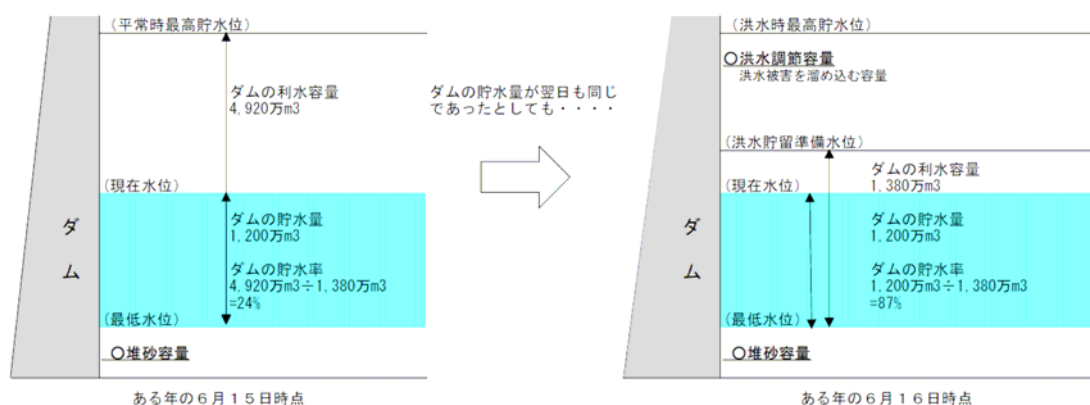 (平常時最高貯水位)
ダムの利水容量
4,920万m3
(現在水位)
ダムの貯水量
1,200万m3
ダムの貯水率
4,920万m3÷1,380万m3
=24%
(最低水位)
○堆砂容量
ダム
ある年の6月15日時点
ダムの貯水量が翌日も同じ
であったとしても・・・・
(洪水時最高貯水位)
○洪水調節容量
洪水被害を溜め込む容量
(洪水貯留準備水位)
ダムの利水容量
1,380万m3
(現在水位)
ダムの貯水量
1,200万m3
ダムの貯水率
1,200万m3÷1,380万m3
=87%
(最低水位)
○堆砂容量
ダム
ある年の6月16日時点